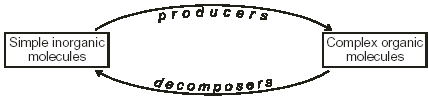 producers
Simple inorganic
molecules
Complex organic
molecules
decomposers